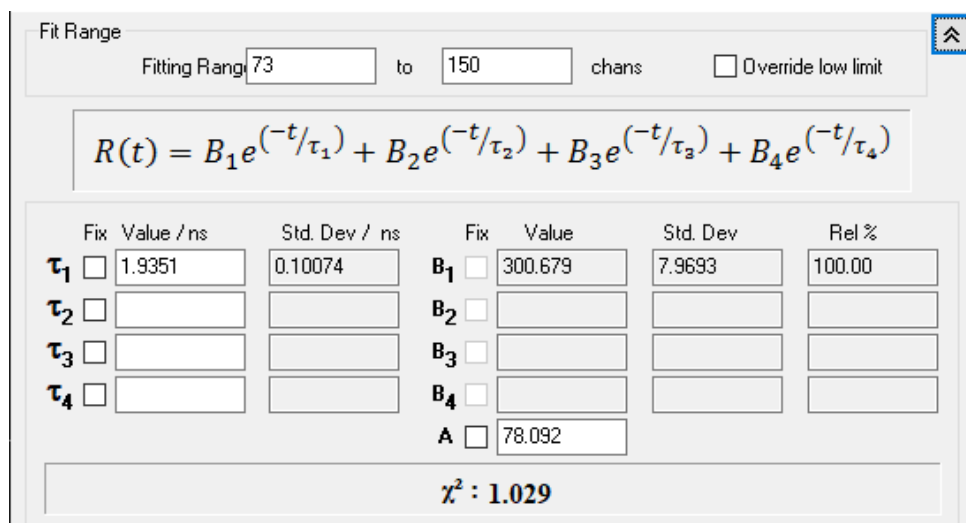 Fit Range
Fitting Rang 73 to 150 chans Override low limit
R(t) = B₁e^(−t/τ₁) + B₂e^(−t/τ₂) + B₃e^(−t/τ₃) + B₄e^(−t/τ₄)
Fix Value / ns Std. Dev / ns Fix Value Std. Dev Rel %
τ₁ 1.9351 0.10074 B₁ 300.679 7.9693 100.00
τ₂ B₂
τ₃ B₃
τ₄ B₄
A 78.092
χ² : 1.029